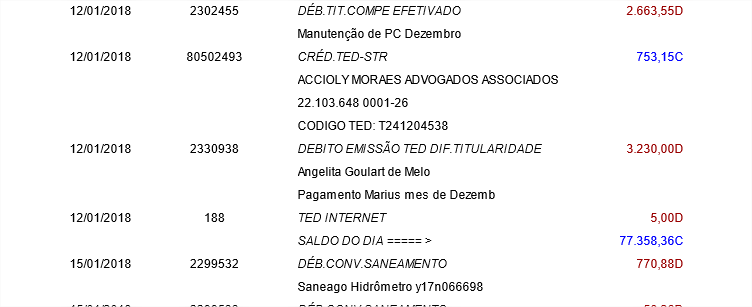 12/01/2018 2302455 DÉB.TIT.COMPE EFETIVADO 2.663,55D
Manutenção de PC Dezembro
12/01/2018 80502493 CRÉD.TED-STR 753,15C
ACCIOLY MORAES ADVOGADOS ASSOCIADOS
22.103.648 0001-26
CODIGO TED: T241204538
12/01/2018 2330938 DEBITO EMISSÃO TED DIF.TITULARIDADE 3.230,00D
Angelita Goulart de Melo
Pagamento Marius mes de Dezemb
12/01/2018 188 TED INTERNET 5,00D
SALDO DO DIA ===== > 77.358,36C
15/01/2018 2299532 DÉB.CONV.SANEAMENTO 770,88D
Saneago Hidrômetro y17n066698